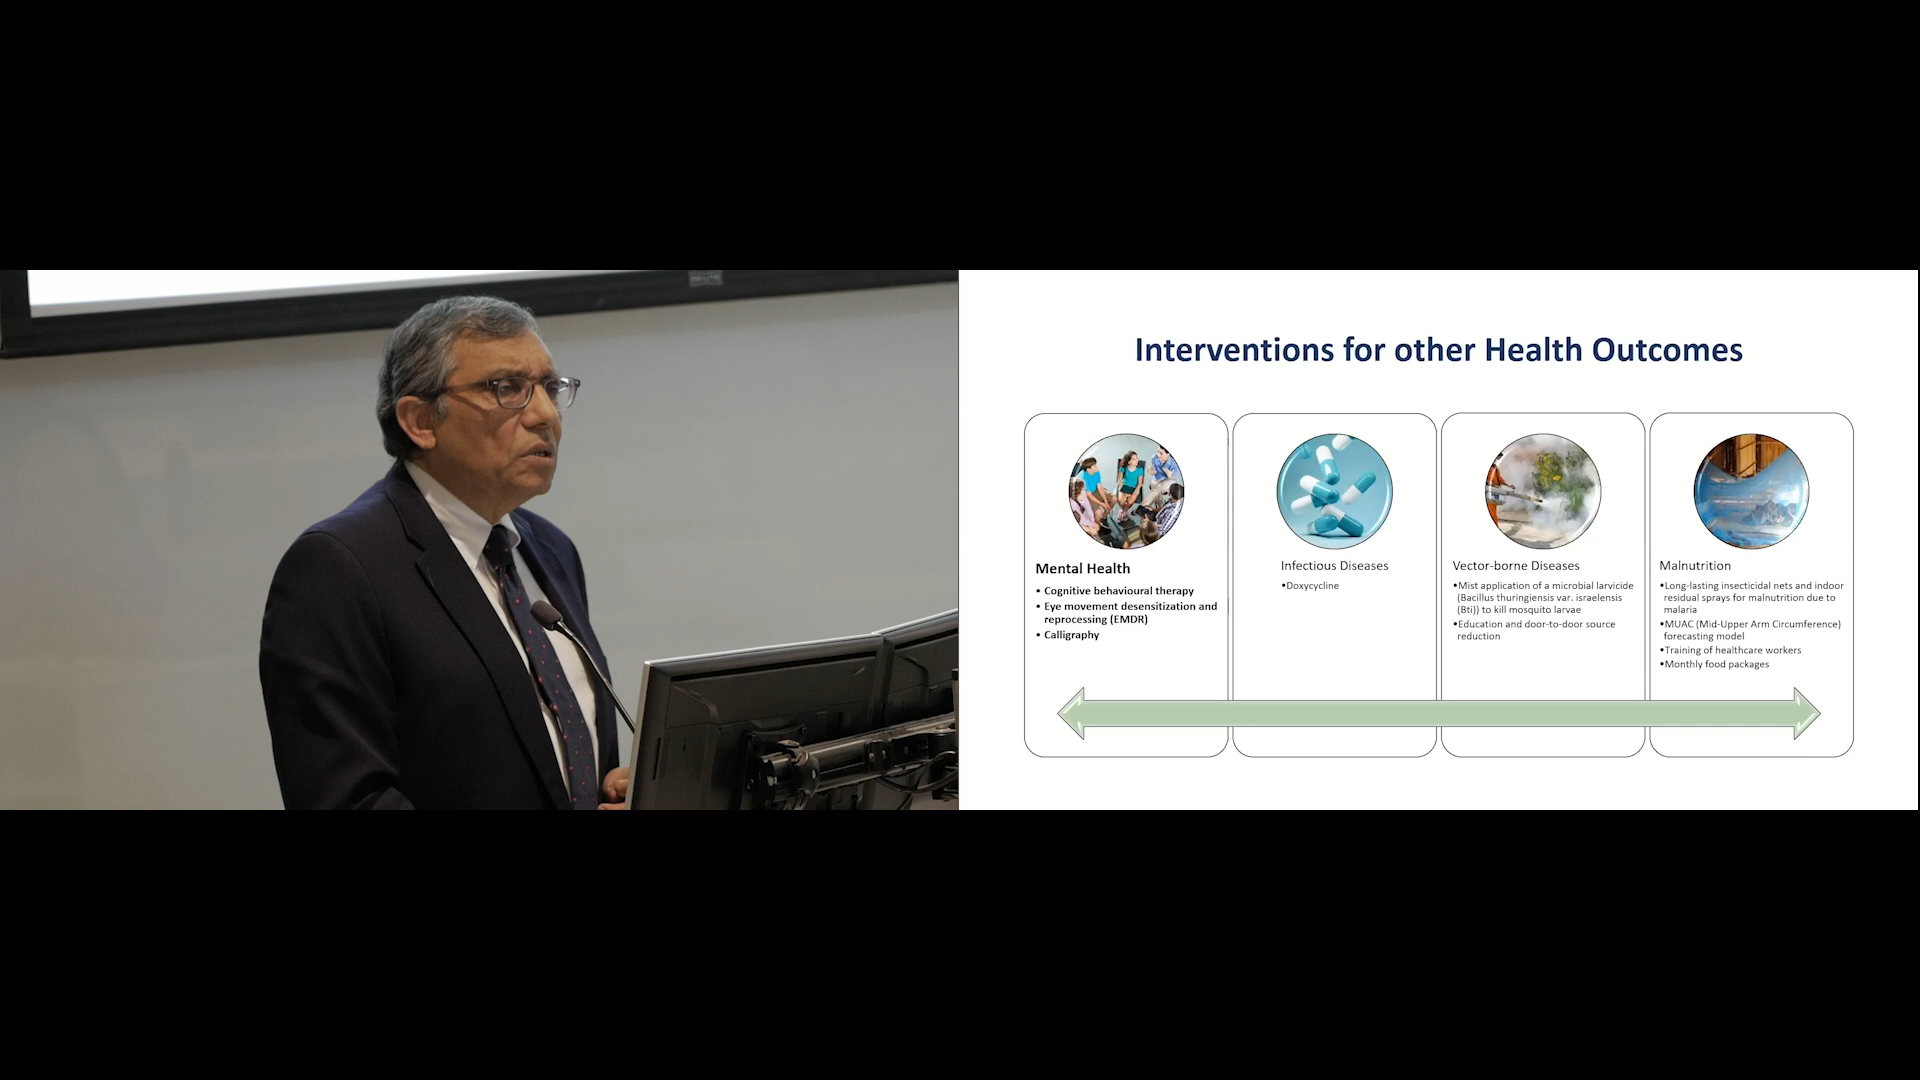 Interventions for other Health Outcomes
Mental Health
• Cognitive behavioural therapy
• Eye movement desensitization and
reprocessing (EMDR)
• Calligraphy
Infectious Diseases
•Doxycycline
Vector-borne Diseases
•Mist application of a microbial larvicide
(Bacillus thuringiensis var. israelensis
(Bti)) to kill mosquito larvae
•Education and door-to-door source
reduction
Malnutrition
•Long-lasting insecticidal nets and indoor
residual sprays for malnutrition due to
malaria
•MUAC (Mid-Upper Arm Circumference)
forecasting model
•Training of healthcare workers
•Monthly food packages